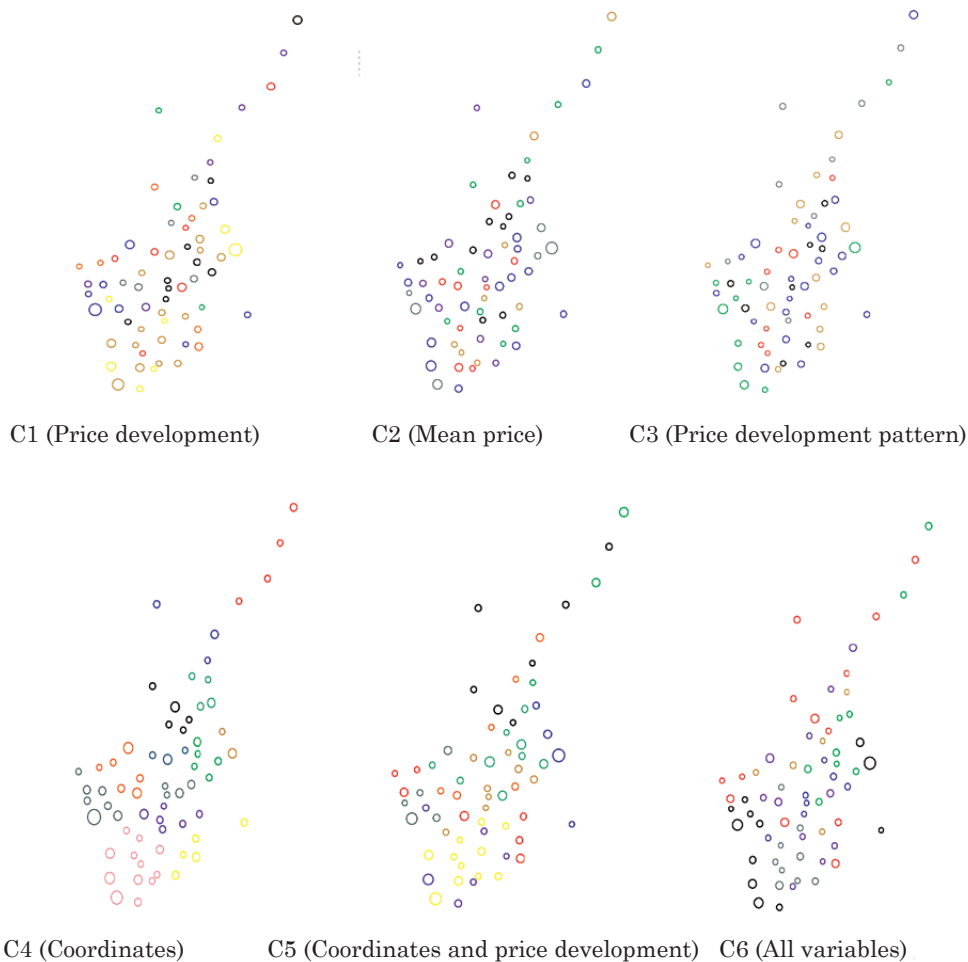 C1 (Price development)
C2 (Mean price)
C3 (Price development pattern)
C4 (Coordinates)
C5 (Coordinates and price development)
C6 (All variables)